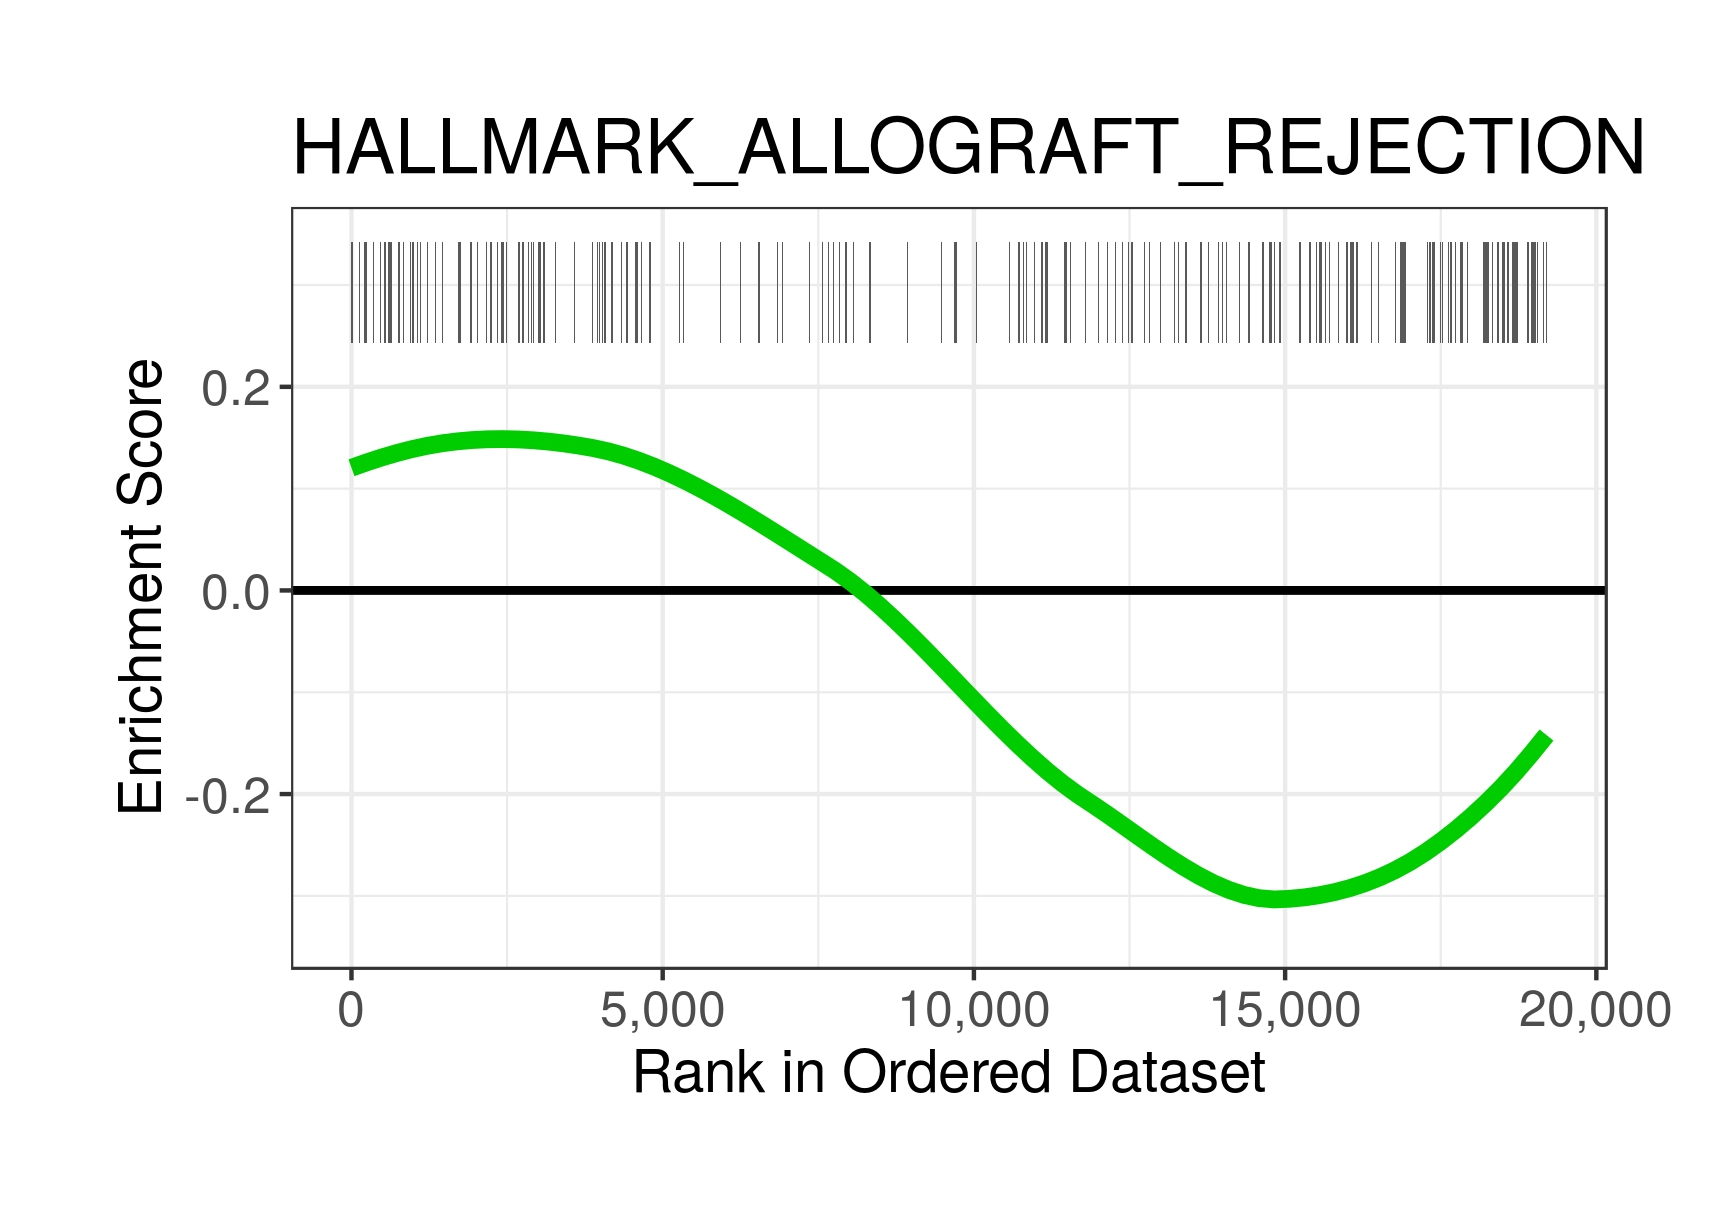 HALLMARK_ALLOGRAFT_REJECTION
Enrichment Score
0.2
0.0
-0.2
0
5,000
10,000
15,000
20,000
Rank in Ordered Dataset